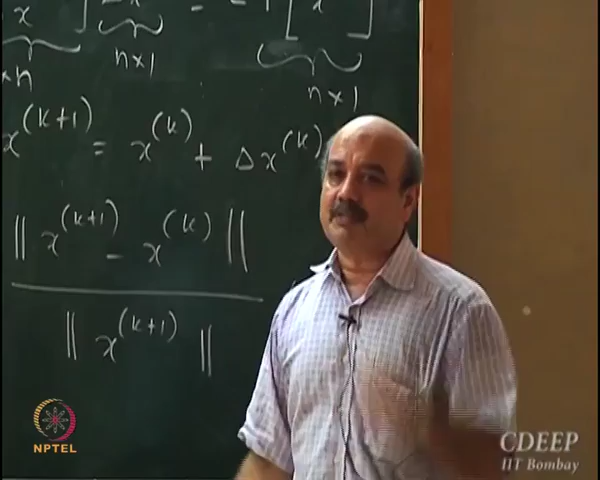 n×1
×n
n×1
x^(k+1) = x^(k) + Δx^(k)
‖ x^(k+1) - x^(k) ‖
‖ x^(k+1) ‖
NPTEL
CDEEP
IIT Bombay